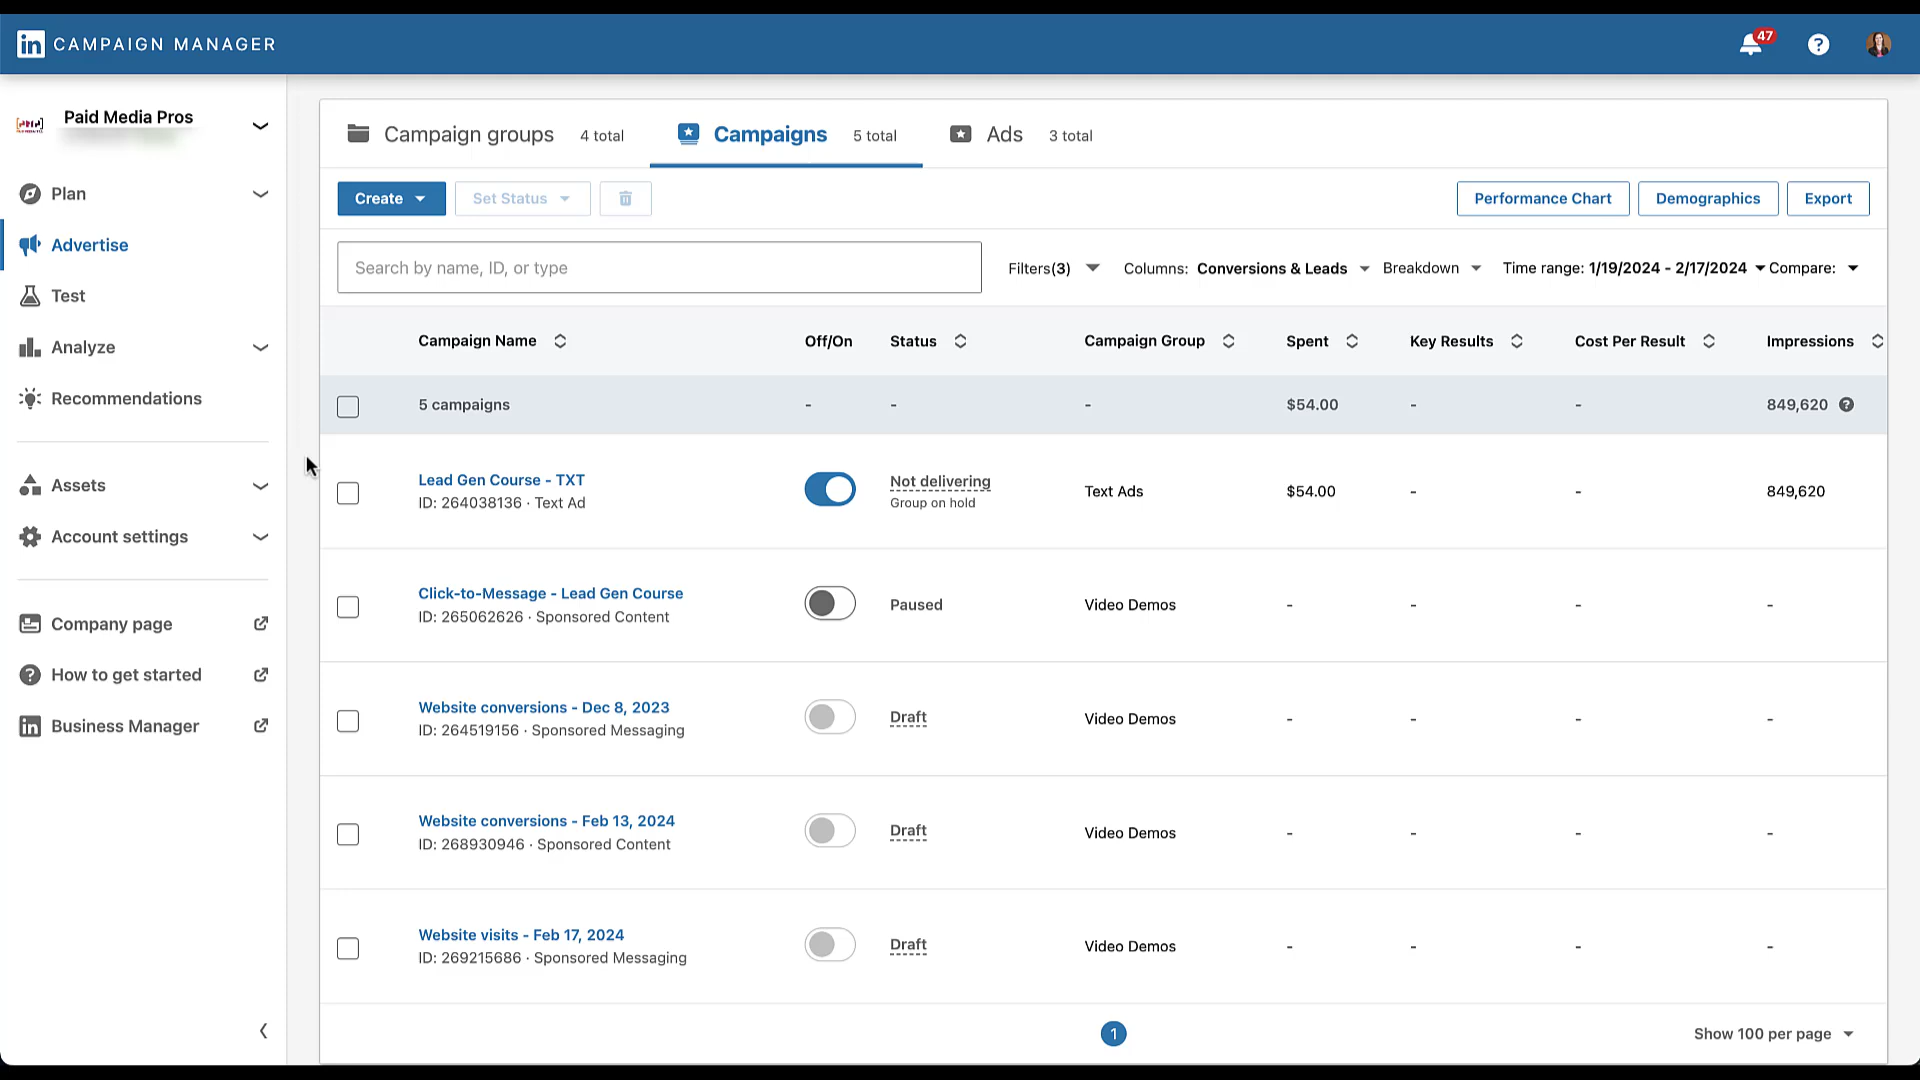 in CAMPAIGN MANAGER
47
Paid Media Pros
Plan
Advertise
Test
Analyze
Recommendations
Assets
Account settings
Company page
How to get started
Business Manager
Campaign groups 4 total Campaigns 5 total Ads 3 total
Create Set Status Performance Chart Demographics Export
Search by name, ID, or type Filters(3) Columns: Conversions & Leads Breakdown Time range: 1/19/2024 - 2/17/2024 Compare:
Campaign Name Off/On Status Campaign Group Spent Key Results Cost Per Result Impressions
5 campaigns - - - $54.00 - - 849,620
Lead Gen Course - TXT
ID: 264038136 · Text Ad
Not delivering
Group on hold
Text Ads $54.00 - - 849,620
Click-to-Message - Lead Gen Course
ID: 265062626 · Sponsored Content
Paused Video Demos - - - -
Website conversions - Dec 8, 2023
ID: 264519156 · Sponsored Messaging
Draft Video Demos - - - -
Website conversions - Feb 13, 2024
ID: 268930946 · Sponsored Content
Draft Video Demos - - - -
Website visits - Feb 17, 2024
ID: 269215686 · Sponsored Messaging
Draft Video Demos - - - -
1
Show 100 per page